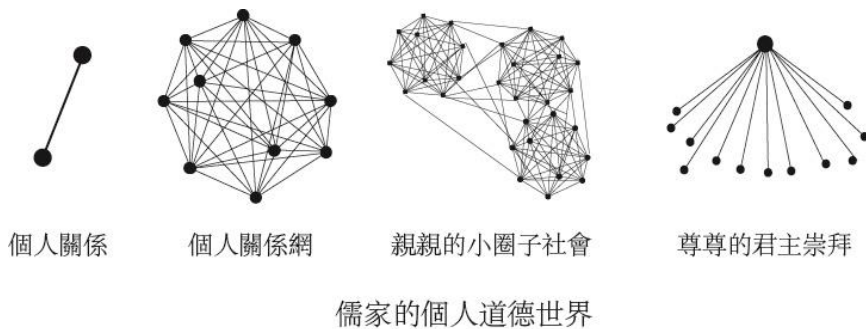 個人關係
個人關係網
親親的小圈子社會
尊尊的君主崇拜
儒家的個人道德世界